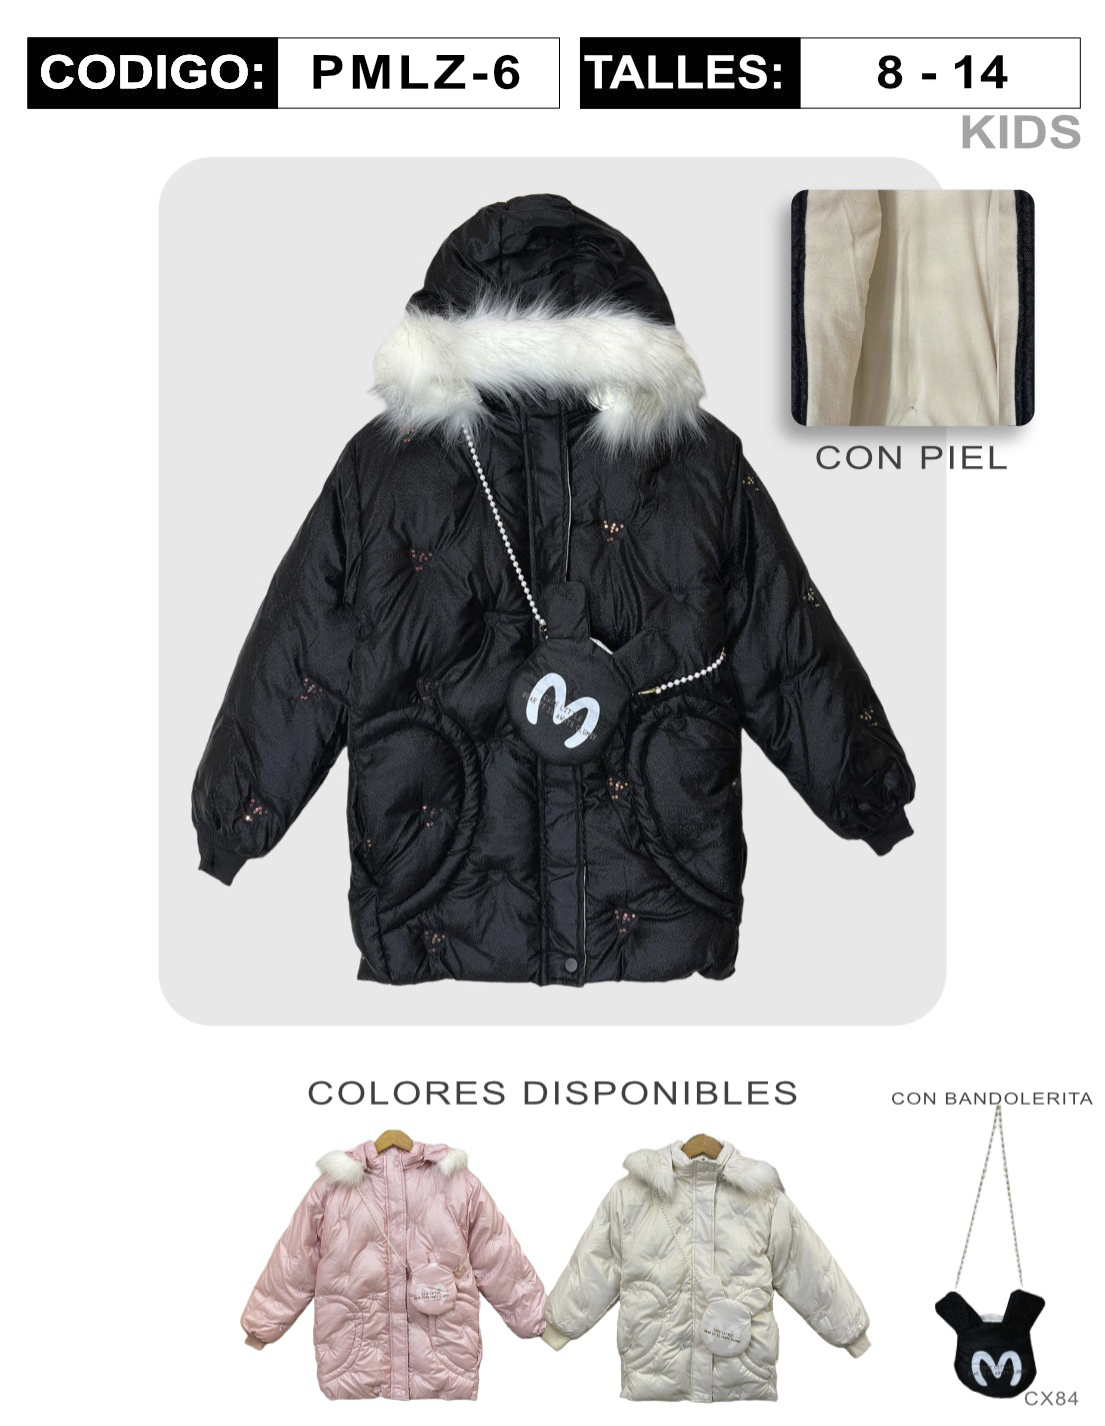 CODIGO: PMLZ-6 TALLES: 8 - 14
KIDS
CON PIEL
M
COLORES DISPONIBLES
CON BANDOLERITA
M
CX84